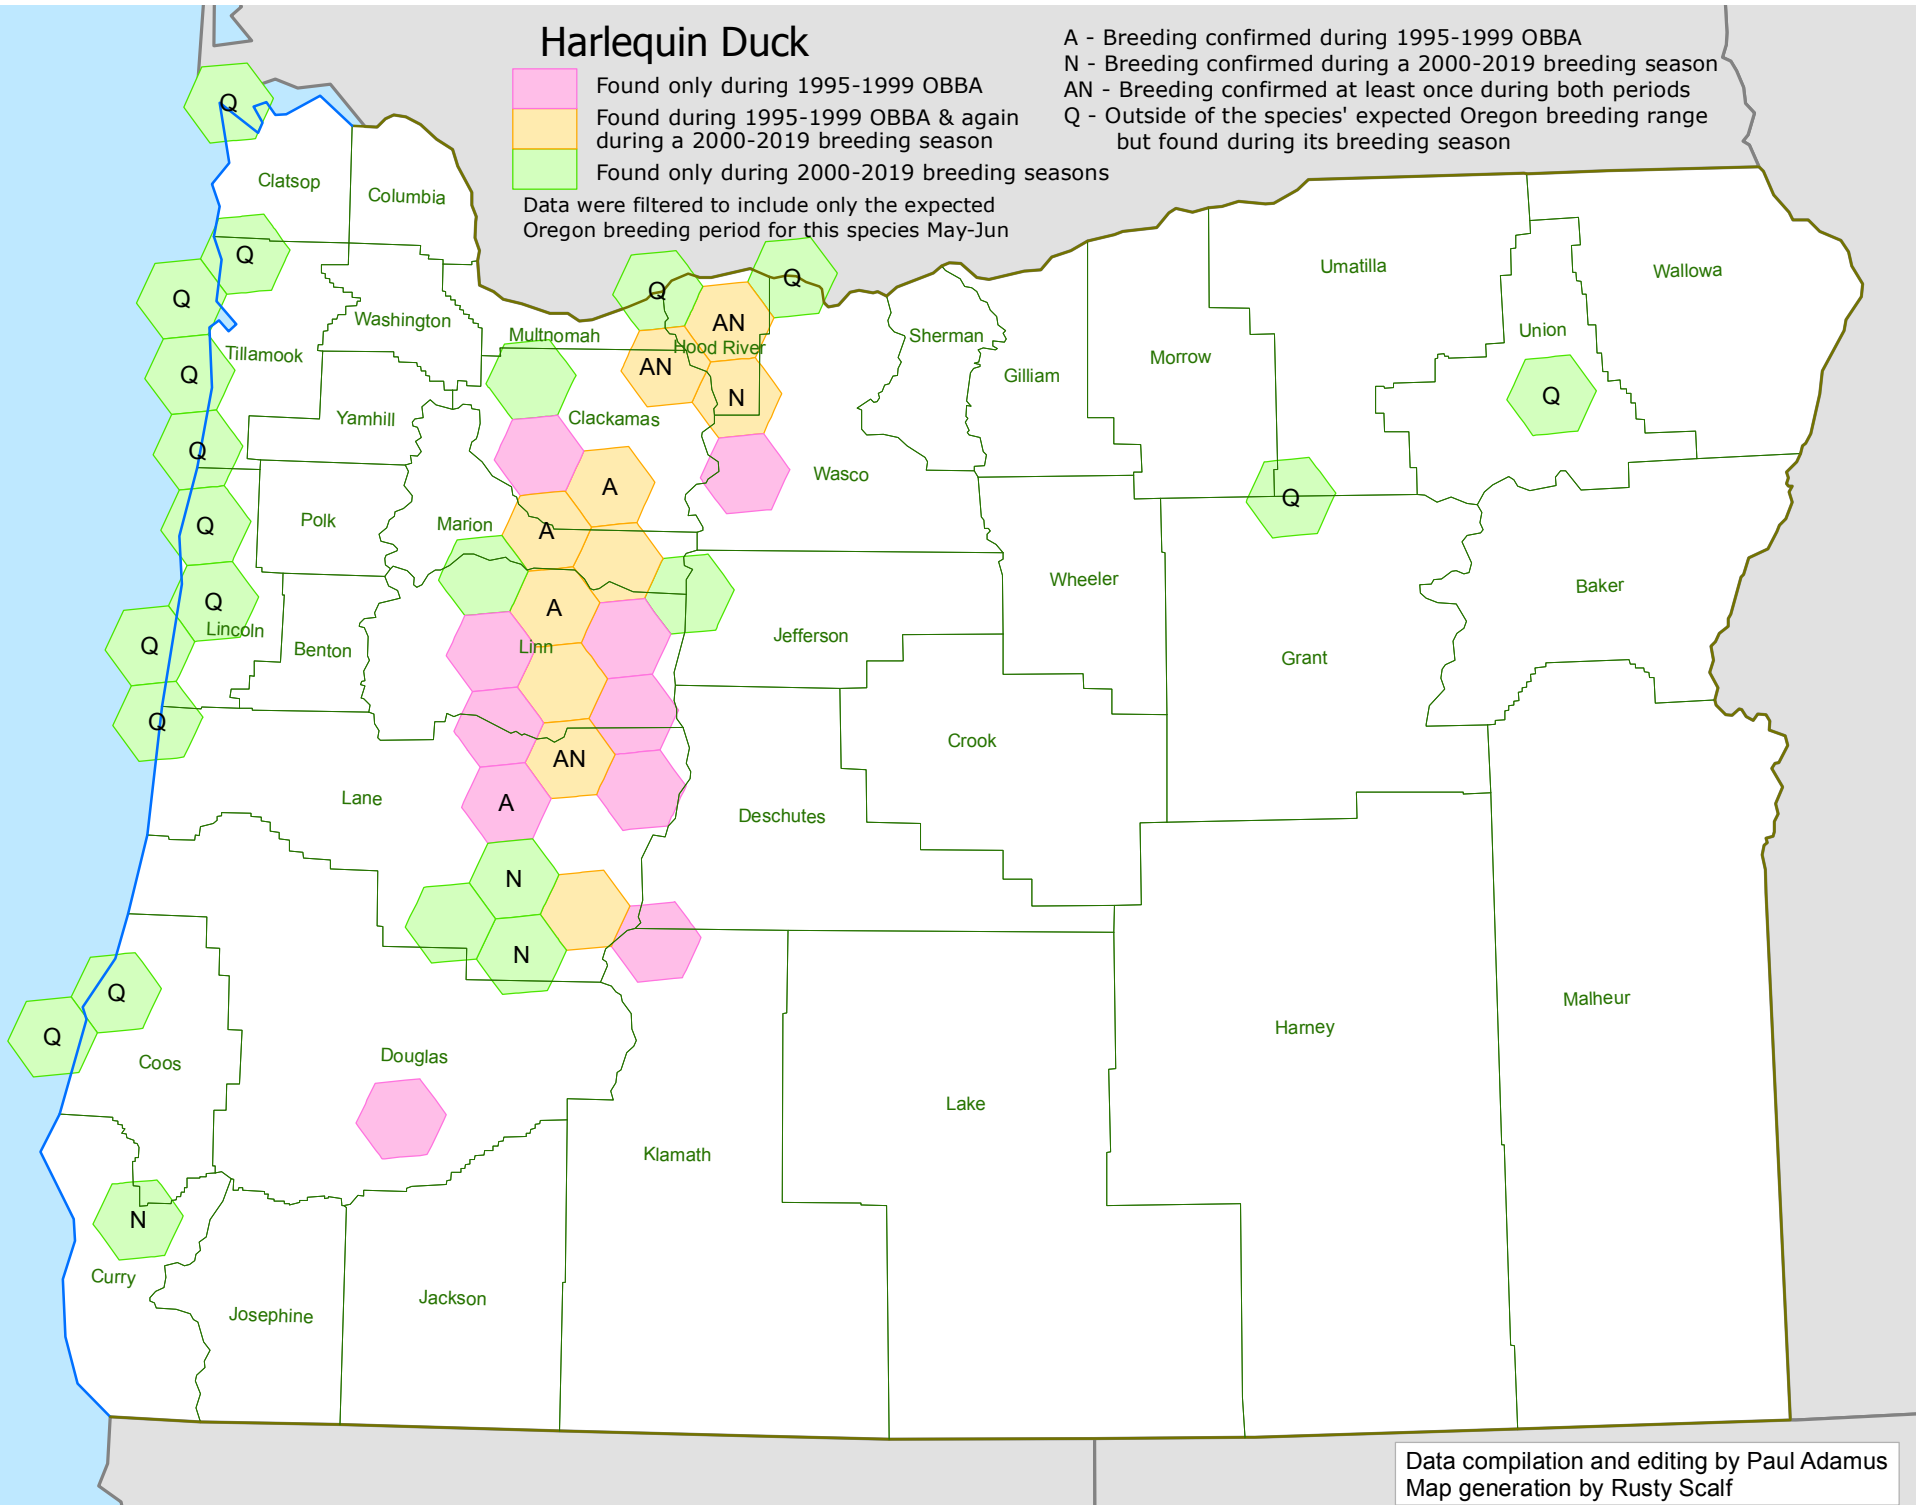 Harlequin Duck
Found only during 1995-1999 OBBA
Found during 1995-1999 OBBA & again
during a 2000-2019 breeding season
Found only during 2000-2019 breeding seasons
Data were filtered to include only the expected
Oregon breeding period for this species May-Jun
A - Breeding confirmed during 1995-1999 OBBA
N - Breeding confirmed during a 2000-2019 breeding season
AN - Breeding confirmed at least once during both periods
Q - Outside of the species' expected Oregon breeding range
but found during its breeding season
Q
Clatsop
Columbia
Q
Q
Q
Q
Umatilla
Wallowa
Washington
Multnomah
AN
Hood River
Sherman
Union
Tillamook
Q
AN
Gilliam
Morrow
N
Q
Yamhill
Clackamas
Q
Wasco
A
Q
Polk
Marion
Q
A
Wheeler
Baker
Q
A
Lincoln
Jefferson
Q
Benton
Linn
Grant
Q
Crook
AN
Lane
A
Deschutes
N
N
Q
Malheur
Harney
Q
Coos
Douglas
Lake
Klamath
N
Curry
Josephine
Jackson
Data compilation and editing by Paul Adamus
Map generation by Rusty Scalf